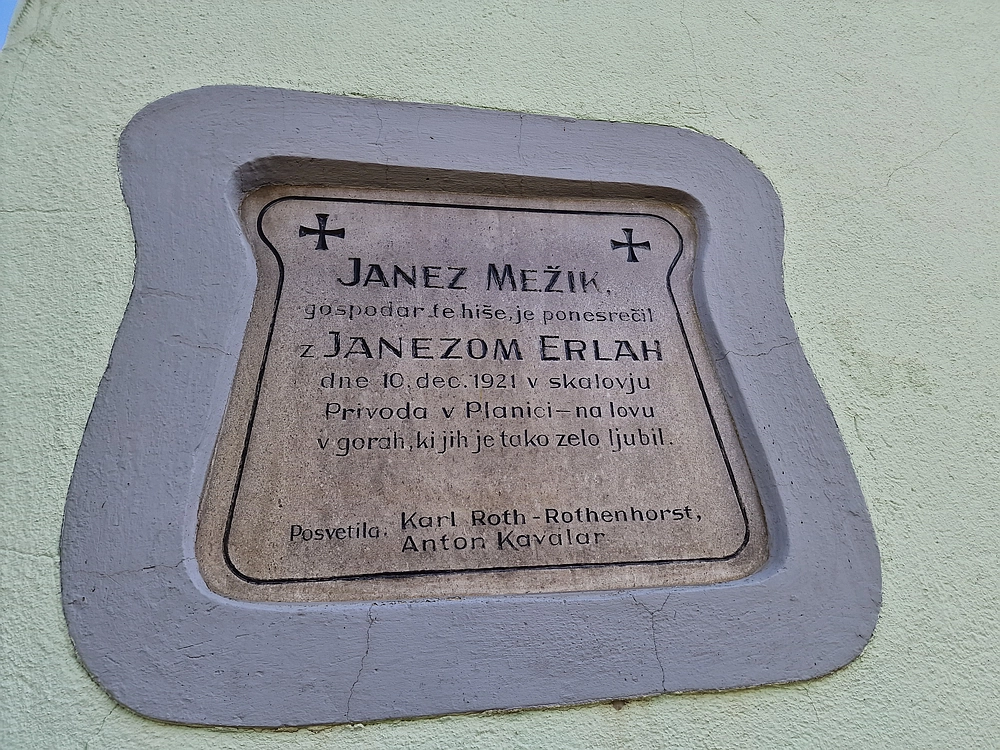 JANEZ MEŽIK,
gospodar te hiše, je ponesrečil
z JANEZOM ERLAH
dne 10. dec. 1921 v skalovju
Privoda v Planici – na lovu
v gorah, ki jih je tako zelo ljubil.
Posvetila: Karl Roth-Rothenhorst,
Anton Kavalar